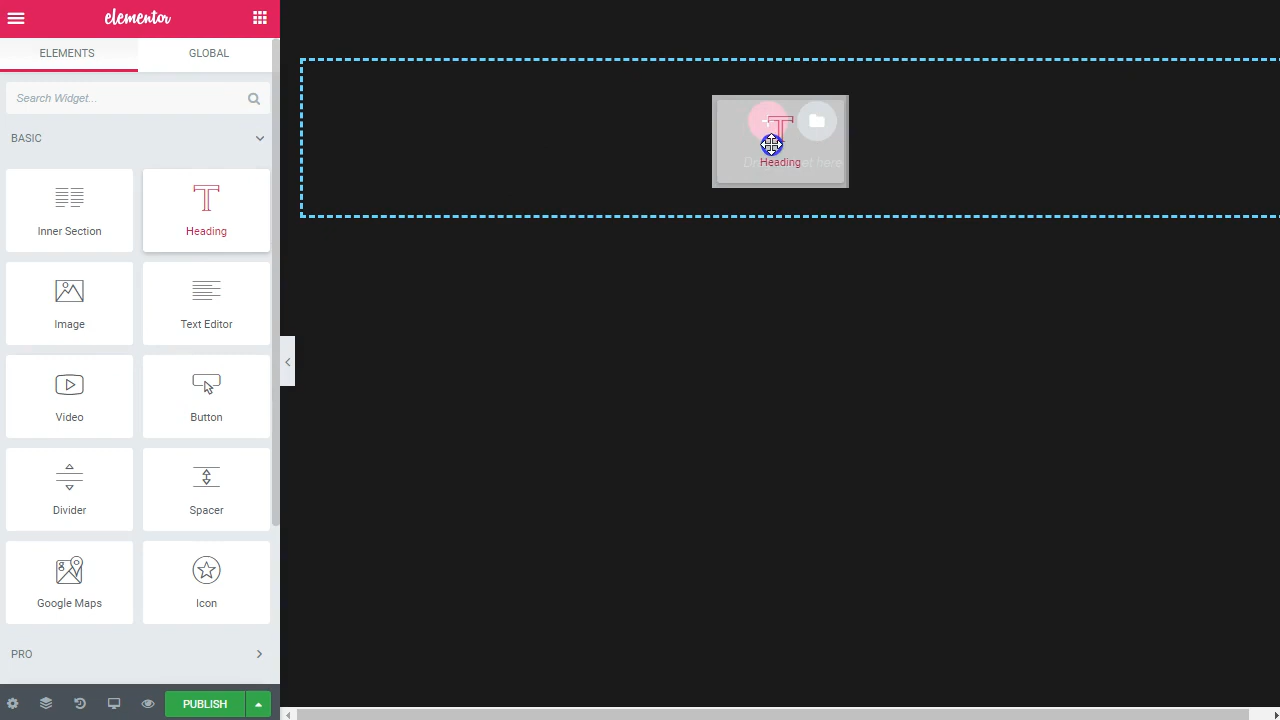 elementor
ELEMENTS
GLOBAL
Search Widget...
BASIC
Inner Section
Heading
Image
Text Editor
Video
Button
Divider
Spacer
Google Maps
Icon
PRO
PUBLISH
Heading
here